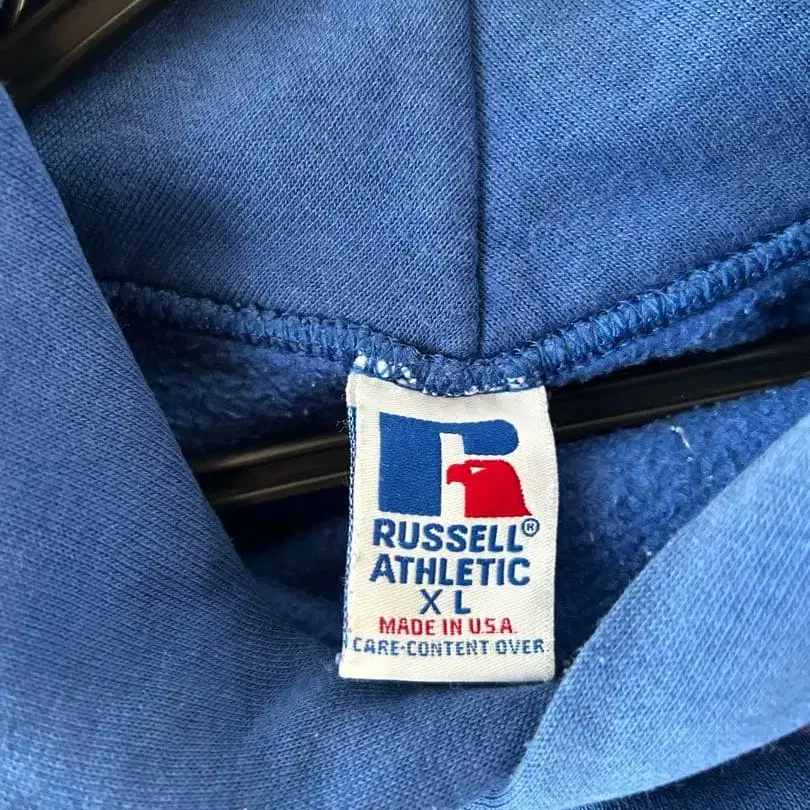 RUSSELL®
ATHLETIC
XL
MADE IN U.S.A.
CARE-CONTENT OVER